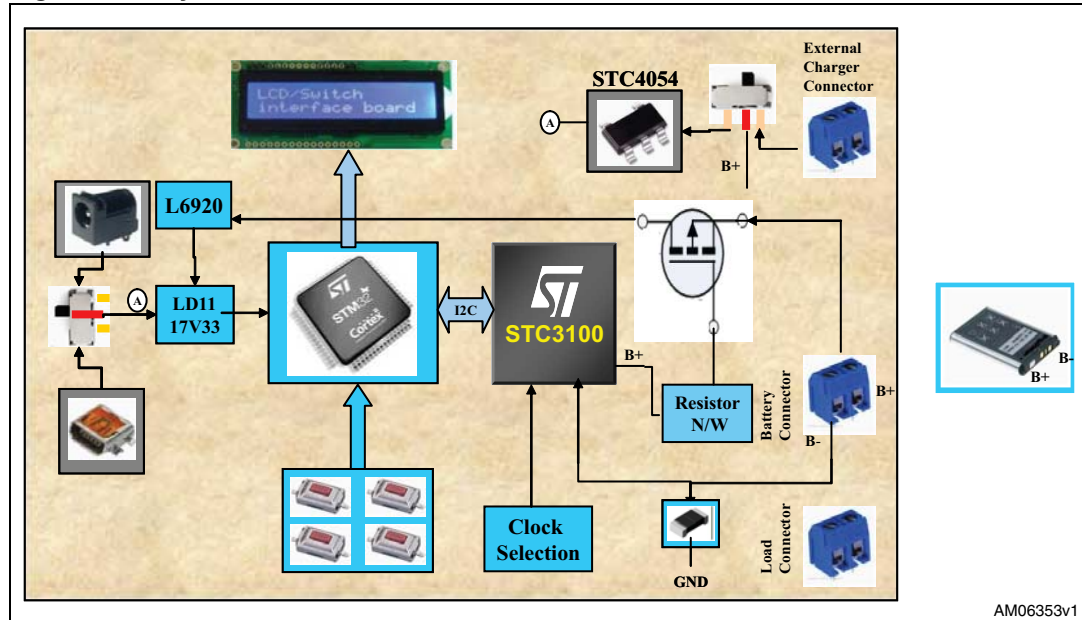 LCD/Switch
interface board
STC4054
External
Charger
Connector
A
B+
L6920
A
LD11
17V33
STM32
Cortex
I2C
STC3100
B+
Resistor
N/W
Battery
Connector
B+
B-
B-
B+
Clock
Selection
GND
Load
Connector
AM06353v1